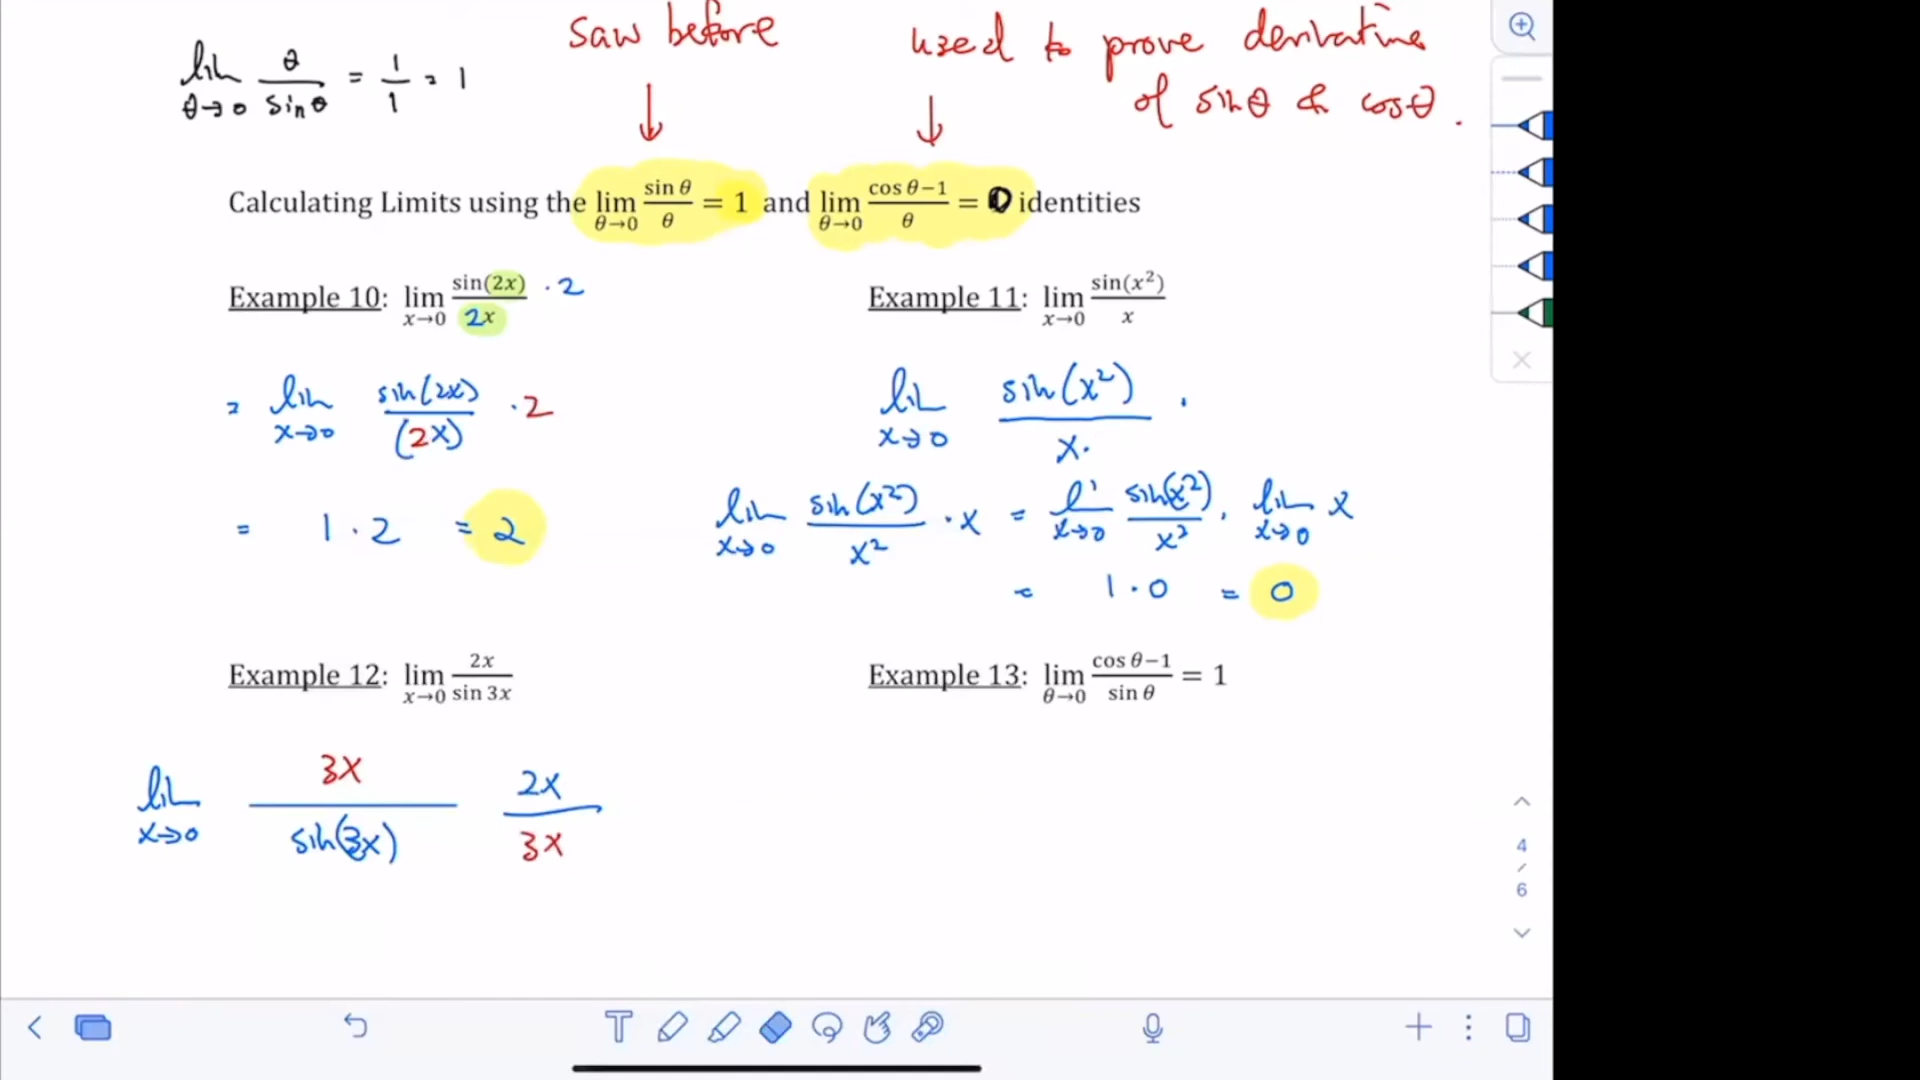 saw before
used to prove derivatives
of sinθ & cosθ.
lim θ→0 θ/sinθ = 1/1 = 1
Calculating Limits using the lim θ→0 sin θ/θ = 1 and lim θ→0 cos θ−1/θ = 0 identities
Example 10: lim x→0 sin(2x)/2x · 2
Example 11: lim x→0 sin(x²)/x
= lim x→0 sin(2x)/(2x) · 2
lim x→0 sin(x²)/x· ·
= 1 · 2 = 2
lim x→0 sin(x²)/x² · x = lim x→0 sin(x²)/x² · lim x→0 x
= 1 · 0 = 0
Example 12: lim x→0 2x/sin 3x
Example 13: lim θ→0 cos θ−1/sin θ = 1
lim x→0 3x/sin(3x) 2x/3x
4
/
6
T